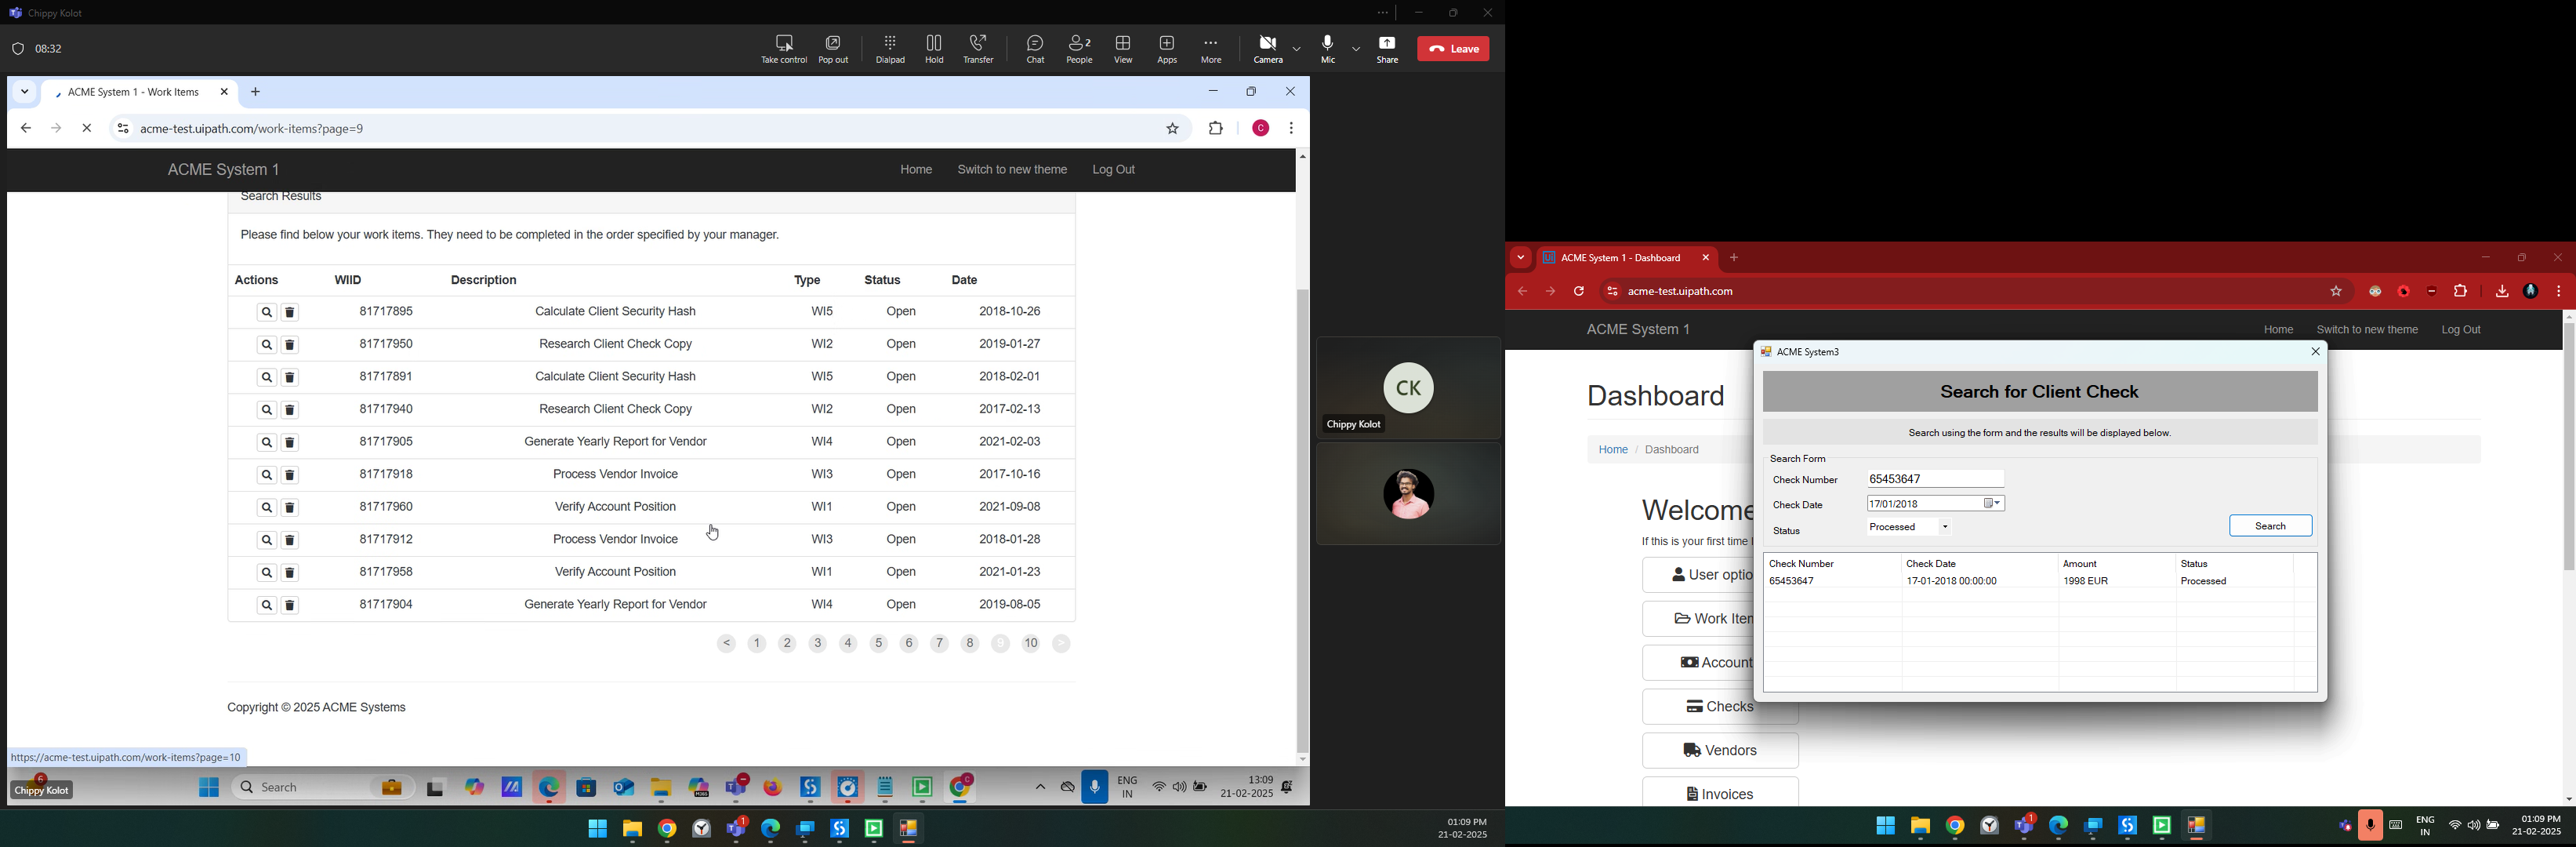 Chippy Kolot
08:32
Take control
Pop out
Dialpad
Hold
Transfer
Chat
2
People
View
Apps
More
Camera
Mic
Share
Leave
ACME System 1 - Work Items
acme-test.uipath.com/work-items?page=9
C
ACME System 1
Home
Switch to new theme
Log Out
Search Results
Please find below your work items. They need to be completed in the order specified by your manager.
Actions WIID Description Type Status Date
81717895 Calculate Client Security Hash WI5 Open 2018-10-26
81717950 Research Client Check Copy WI2 Open 2019-01-27
81717891 Calculate Client Security Hash WI5 Open 2018-02-01
81717940 Research Client Check Copy WI2 Open 2017-02-13
81717905 Generate Yearly Report for Vendor WI4 Open 2021-02-03
81717918 Process Vendor Invoice WI3 Open 2017-10-16
81717960 Verify Account Position WI1 Open 2021-09-08
81717912 Process Vendor Invoice WI3 Open 2018-01-28
81717958 Verify Account Position WI1 Open 2021-01-23
81717904 Generate Yearly Report for Vendor WI4 Open 2019-08-05
< 1 2 3 4 5 6 7 8 9 10 >
Copyright © 2025 ACME Systems
https://acme-test.uipath.com/work-items?page=10
6
Chippy Kolot
Search
ENG
IN
13:09
21-02-2025
CK
Chippy Kolot
1
01:09 PM
21-02-2025
ACME System 1 - Dashboard
acme-test.uipath.com
ACME System 1
Home
Switch to new theme
Log Out
Dashboard
Home / Dashboard
Welcome
If this is your first time
User optio
Work Iten
Account
Checks
Vendors
Invoices
ACME System3
Search for Client Check
Search using the form and the results will be displayed below.
Search Form
Check Number 65453647
Check Date 17/01/2018
Status Processed
Search
Check Number Check Date Amount Status
65453647 17-01-2018 00:00:00 1998 EUR Processed
1
ENG
IN
01:09 PM
21-02-2025